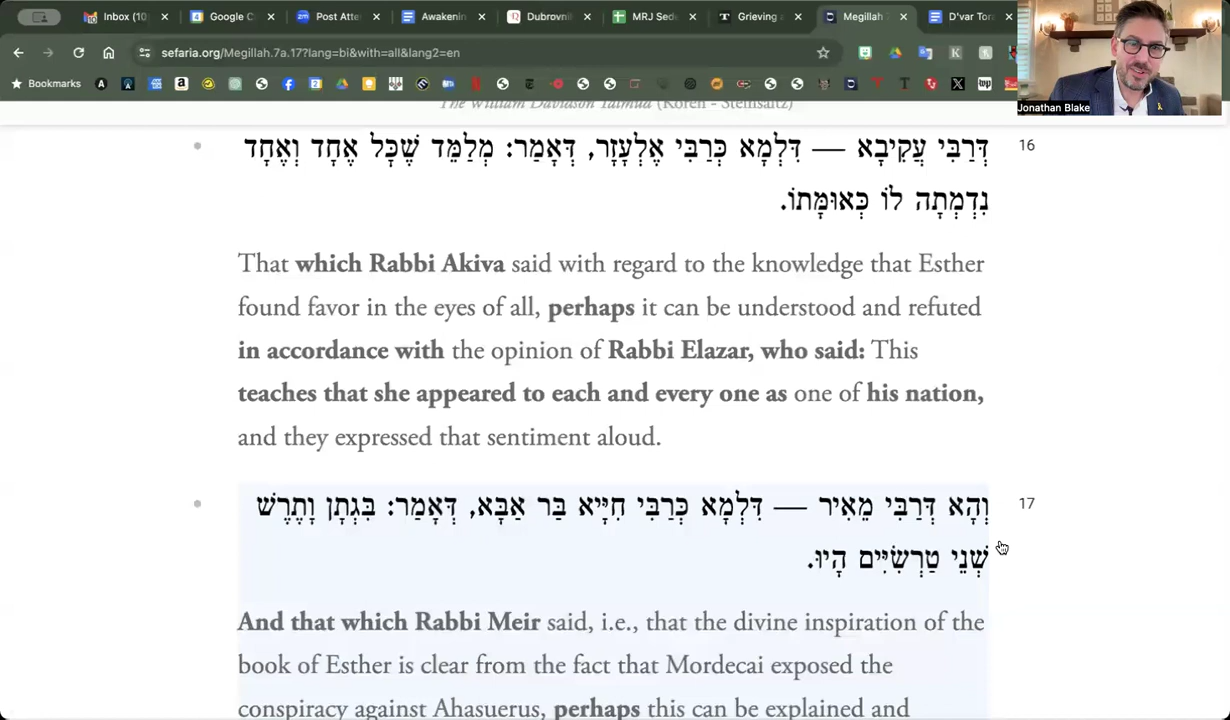 Inbox (10
Google C
Post Atte
Awakenin
Dubrovni
MRJ Sede
Grieving a
Megillah 7
D'var Tora
sefaria.org/Megillah.7a.17?lang=bi&with=all&lang2=en
Bookmarks
Jonathan Blake
The William Davidson Talmud (Koren - Steinsaltz)
דְּרַבִּי עֲקִיבָא — דִּלְמָא כְּרַבִּי אֶלְעָזָר, דְּאָמַר: מְלַמֵּד שֶׁכׇּל אֶחָד וְאֶחָד
16
נִדְמְתָה לוֹ כְּאוּמָּתוֹ.
That which Rabbi Akiva said with regard to the knowledge that Esther
found favor in the eyes of all, perhaps it can be understood and refuted
in accordance with the opinion of Rabbi Elazar, who said: This
teaches that she appeared to each and every one as one of his nation,
and they expressed that sentiment aloud.
וְהָא דְּרַבִּי מֵאִיר — דִּלְמָא כְּרַבִּי חִיָּיא בַּר אַבָּא, דְּאָמַר: בִּגְתָן וָתֶרֶשׁ
17
שְׁנֵי טַרְשִׂיִּים הָיוּ.
And that which Rabbi Meir said, i.e., that the divine inspiration of the
book of Esther is clear from the fact that Mordecai exposed the
conspiracy against Ahasuerus, perhaps this can be explained and